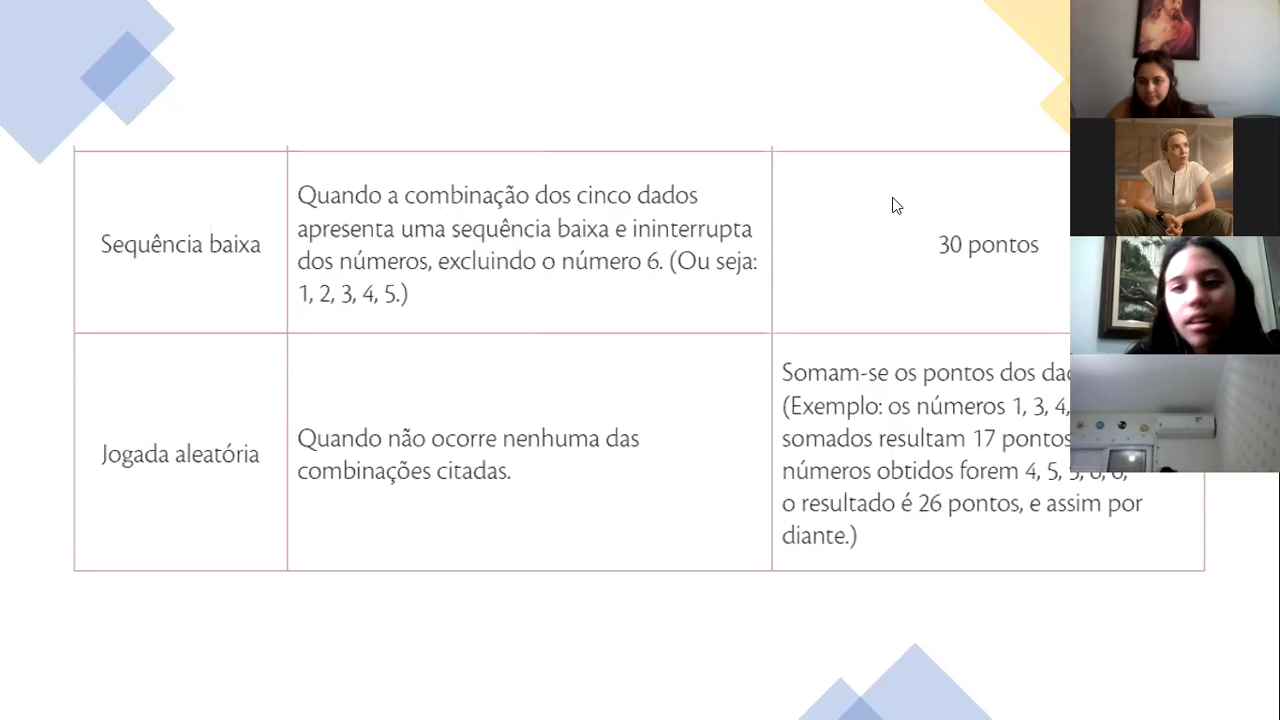 Sequência baixa
Quando a combinação dos cinco dados
apresenta uma sequência baixa e ininterrupta
dos números, excluindo o número 6. (Ou seja:
1, 2, 3, 4, 5.)
30 pontos
Jogada aleatória
Quando não ocorre nenhuma das
combinações citadas.
Somam-se os pontos dos
(Exemplo: os números 1, 3, 4,
somados resultam 17 pontos
números obtidos forem 4, 5,
o resultado é 26 pontos, e assim por
diante.)